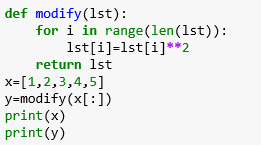 def modify(lst):
    for i in range(len(lst)):
        lst[i]=lst[i]**2
    return lst
x=[1,2,3,4,5]
y=modify(x[:])
print(x)
print(y)